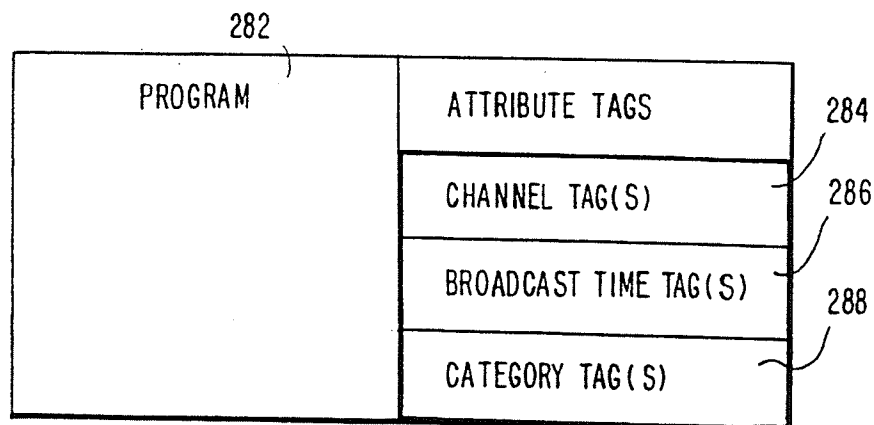 282
PROGRAM
ATTRIBUTE TAGS
284
CHANNEL TAG(S)
286
BROADCAST TIME TAG(S)
288
CATEGORY TAG(S)